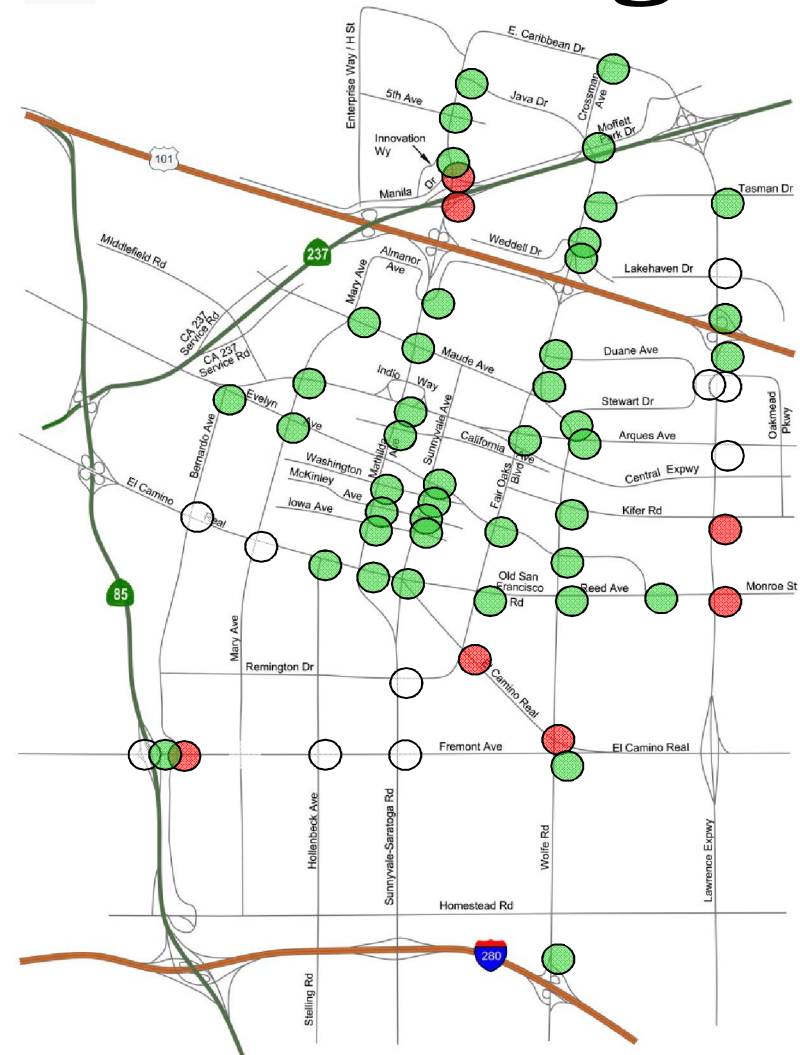 E. Caribbean Dr
Enterprise Way / H St
Crossman
Ave
5th Ave
Java Dr
Moffett
Park Dr
Innovation
Wy
101
Manila
Dr
Tasman Dr
Weddell Dr
237
Middlefield Rd
Almanor
Ave
Lakehaven Dr
Mary Ave
CA 237
Service Rd
CA 237
Service Rd
Maude Ave
Duane Ave
Indio
Way
Stewart Dr
Oakmead
Pkwy
Evelyn
Ave
Sunnyvale Ave
Bernardo Ave
Mathilda
Ave
California
Ave
Arques Ave
Washington
Ave
McKinley
Central Expwy
Fair Oaks
Blvd
El Camino
Real
Iowa Ave
Kifer Rd
85
Old San
Francisco
Rd
Reed Ave
Monroe St
Mary Ave
Remington Dr
Camino Real
Fremont Ave
El Camino Real
Hollenbeck Ave
Sunnyvale-Saratoga Rd
Wolfe Rd
Lawrence Expwy
Homestead Rd
280
Stelling Rd